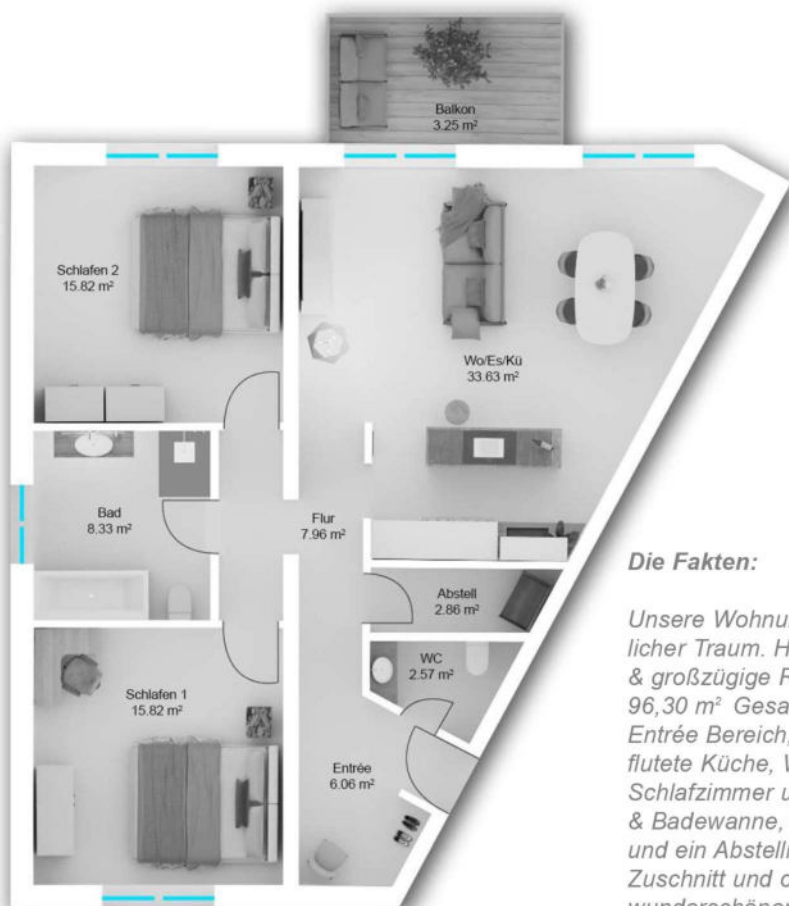 Balkon
3.25 m²
Schlafen 2
15.82 m²
Wo/Es/Kü
33.63 m²
Bad
8.33 m²
Flur
7.96 m²
Abstell
2.86 m²
WC
2.57 m²
Schlafen 1
15.82 m²
Entrée
6.06 m²
Die Fakten:
licher Traum. H
& großzügige
96,30 m² Gesa
Entrée Bereich,
flutete Küche,
Schlafzimmer u
& Badewanne,
und ein Abstell
Zuschnitt und